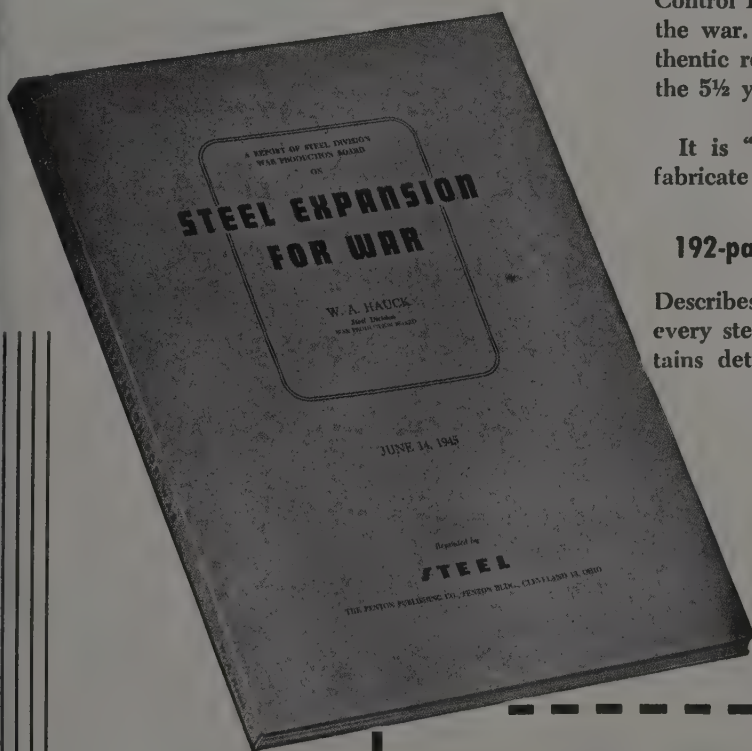 A REPORT OF STEEL DIVISION
WAR PRODUCTION BOARD
ON
STEEL EXPANSION
FOR WAR
W. A. HAUCK
Steel Division
WAR PRODUCTION BOARD
JUNE 14, 1945
Reprinted by
STEEL
THE PENTON PUBLISHING CO., PENTON BLDG., CLEVELAND 13, OHIO
Control
the war.
thentic
the 5½
It is "
fabricate
192-pa
Describes
every ste
tains det